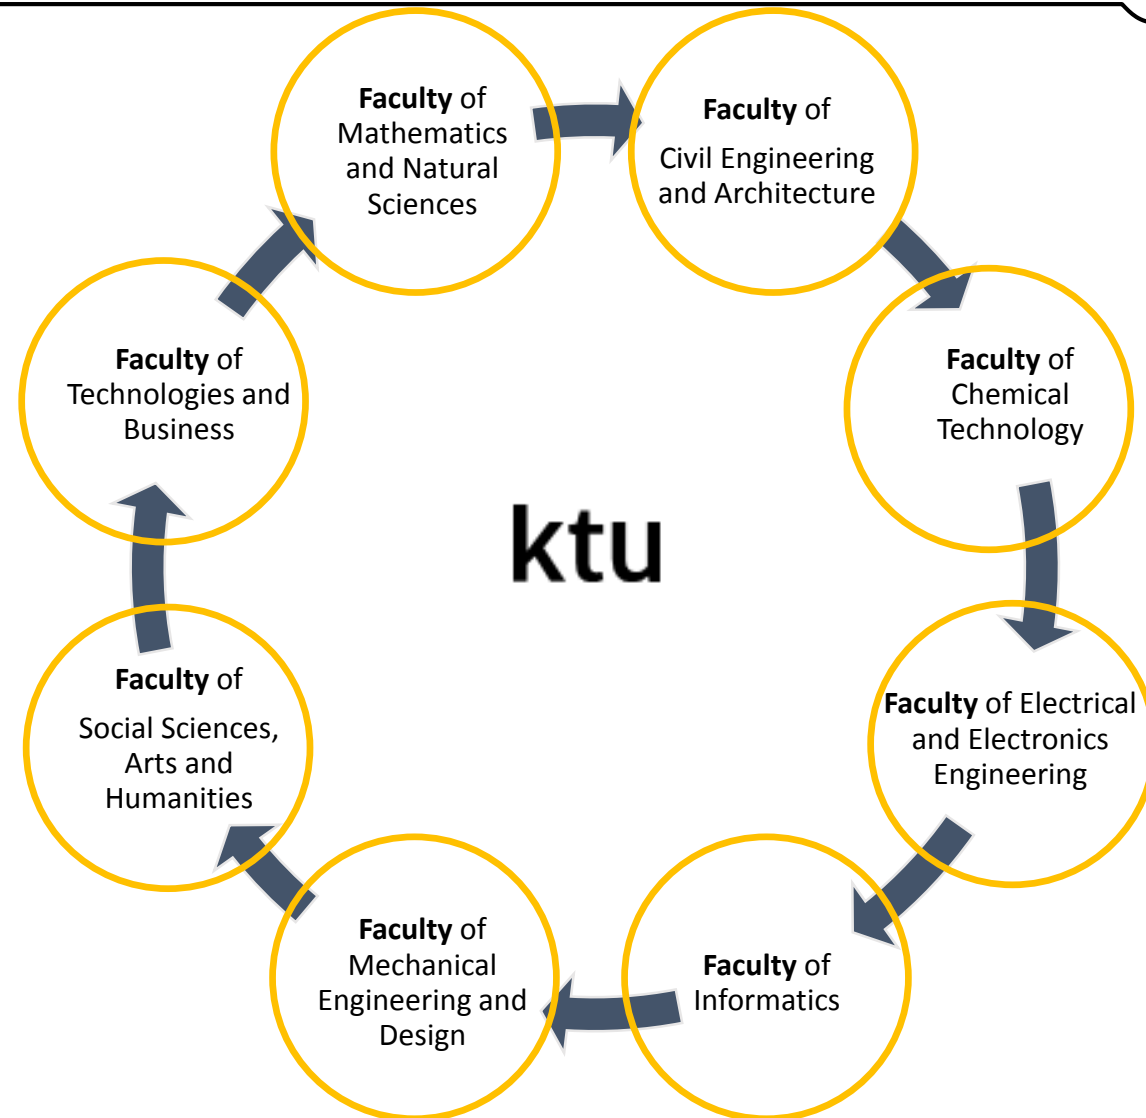 Faculty of
Mathematics
and Natural
Sciences
Faculty of
Civil Engineering
and Architecture
Faculty of
Chemical
Technology
Faculty of Electrical
and Electronics
Engineering
Faculty of
Informatics
Faculty of
Mechanical
Engineering and
Design
Faculty of
Social Sciences,
Arts and
Humanities
Faculty of
Technologies and
Business
ktu